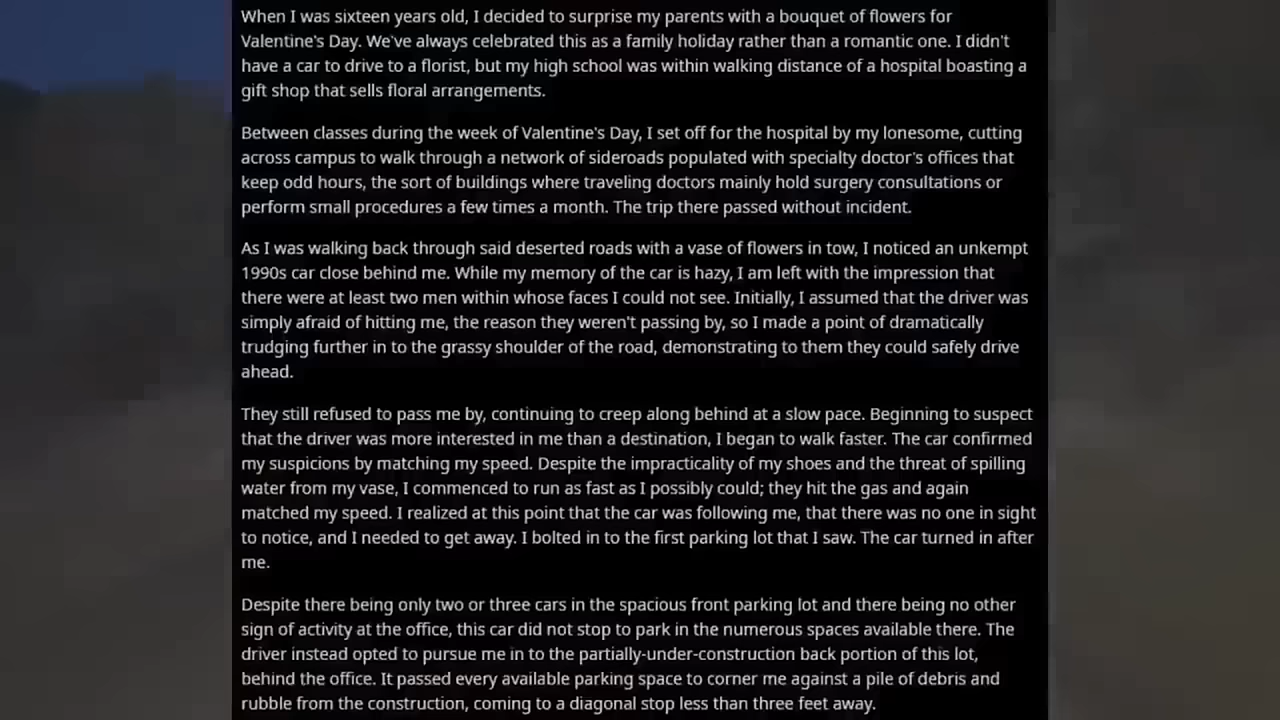 When I was sixteen years old, I decided to surprise my parents with a bouquet of flowers for
Valentine's Day. We've always celebrated this as a family holiday rather than a romantic one. I didn't
have a car to drive to a florist, but my high school was within walking distance of a hospital boasting a
gift shop that sells floral arrangements.
Between classes during the week of Valentine's Day, I set off for the hospital by my lonesome, cutting
across campus to walk through a network of sideroads populated with specialty doctor's offices that
keep odd hours, the sort of buildings where traveling doctors mainly hold surgery consultations or
perform small procedures a few times a month. The trip there passed without incident.
As I was walking back through said deserted roads with a vase of flowers in tow, I noticed an unkempt
1990s car close behind me. While my memory of the car is hazy, I am left with the impression that
there were at least two men within whose faces I could not see. Initially, I assumed that the driver was
simply afraid of hitting me, the reason they weren't passing by, so I made a point of dramatically
trudging further in to the grassy shoulder of the road, demonstrating to them they could safely drive
ahead.
They still refused to pass me by, continuing to creep along behind at a slow pace. Beginning to suspect
that the driver was more interested in me than a destination, I began to walk faster. The car confirmed
my suspicions by matching my speed. Despite the impracticality of my shoes and the threat of spilling
water from my vase, I commenced to run as fast as I possibly could; they hit the gas and again
matched my speed. I realized at this point that the car was following me, that there was no one in sight
to notice, and I needed to get away. I bolted in to the first parking lot that I saw. The car turned in after
me.
Despite there being only two or three cars in the spacious front parking lot and there being no other
sign of activity at the office, this car did not stop to park in the numerous spaces available there. The
driver instead opted to pursue me in to the partially-under-construction back portion of this lot,
behind the office. It passed every available parking space to corner me against a pile of debris and
rubble from the construction, coming to a diagonal stop less than three feet away.